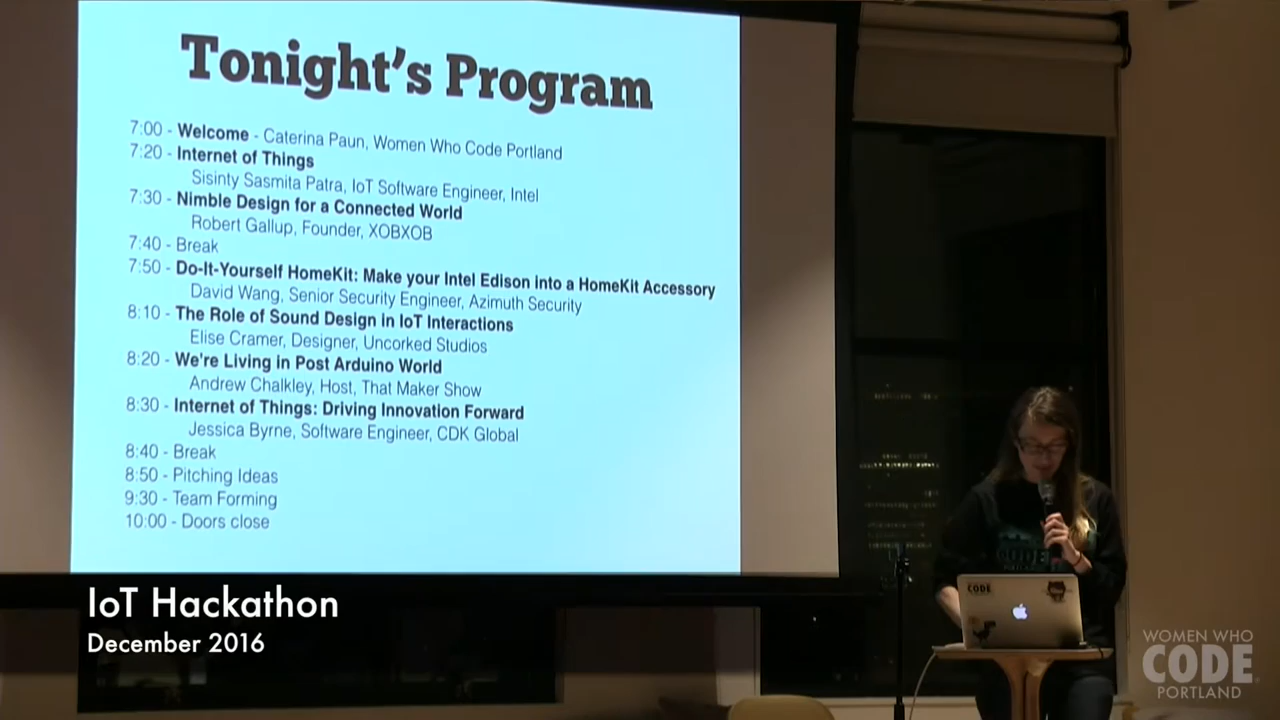 Tonight's Program
7:00 - Welcome - Caterina Paun, Women Who Code Portland
7:20 - Internet of Things
Sisinty Sasmita Patra, IoT Software Engineer, Intel
7:30 - Nimble Design for a Connected World
Robert Gallup, Founder, XOBXOB
7:40 - Break
7:50 - Do-It-Yourself HomeKit: Make your Intel Edison into a HomeKit Accessory
David Wang, Senior Security Engineer, Azimuth Security
8:10 - The Role of Sound Design in IoT Interactions
Elise Cramer, Designer, Uncorked Studios
8:20 - We're Living in Post Arduino World
Andrew Chalkley, Host, That Maker Show
8:30 - Internet of Things: Driving Innovation Forward
Jessica Byrne, Software Engineer, CDK Global
8:40 - Break
8:50 - Pitching Ideas
9:30 - Team Forming
10:00 - Doors close
IoT Hackathon
December 2016
CODE
WOMEN WHO
CODE
PORTLAND